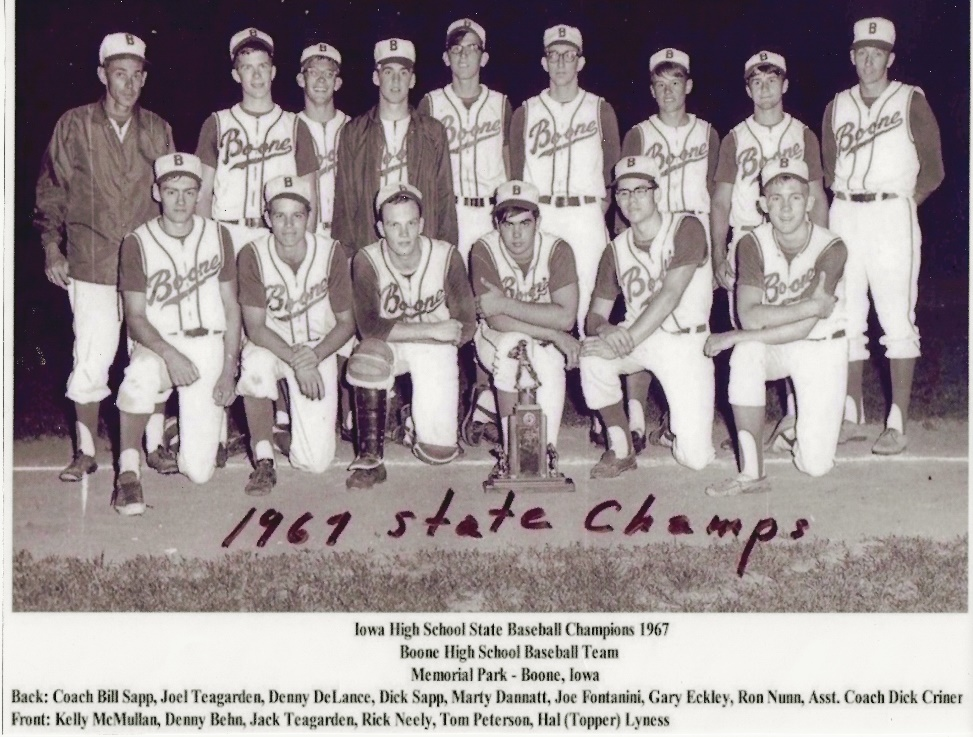 B B B B B B B B B
Boone Boone Boone Boone Boone Boone
B B B B B B
Boone Boone Boone Boone Boone Boone
1967 State Champs
Iowa High School State Baseball Champions 1967
Boone High School Baseball Team
Memorial Park - Boone, Iowa
Back: Coach Bill Sapp, Joel Teagarden, Denny DeLance, Dick Sapp, Marty Dannatt, Joe Fontanini, Gary Eckley, Ron Nunn, Asst. Coach Dick Criner
Front: Kelly McMullan, Denny Behn, Jack Teagarden, Rick Neely, Tom Peterson, Hal (Topper) Lyness